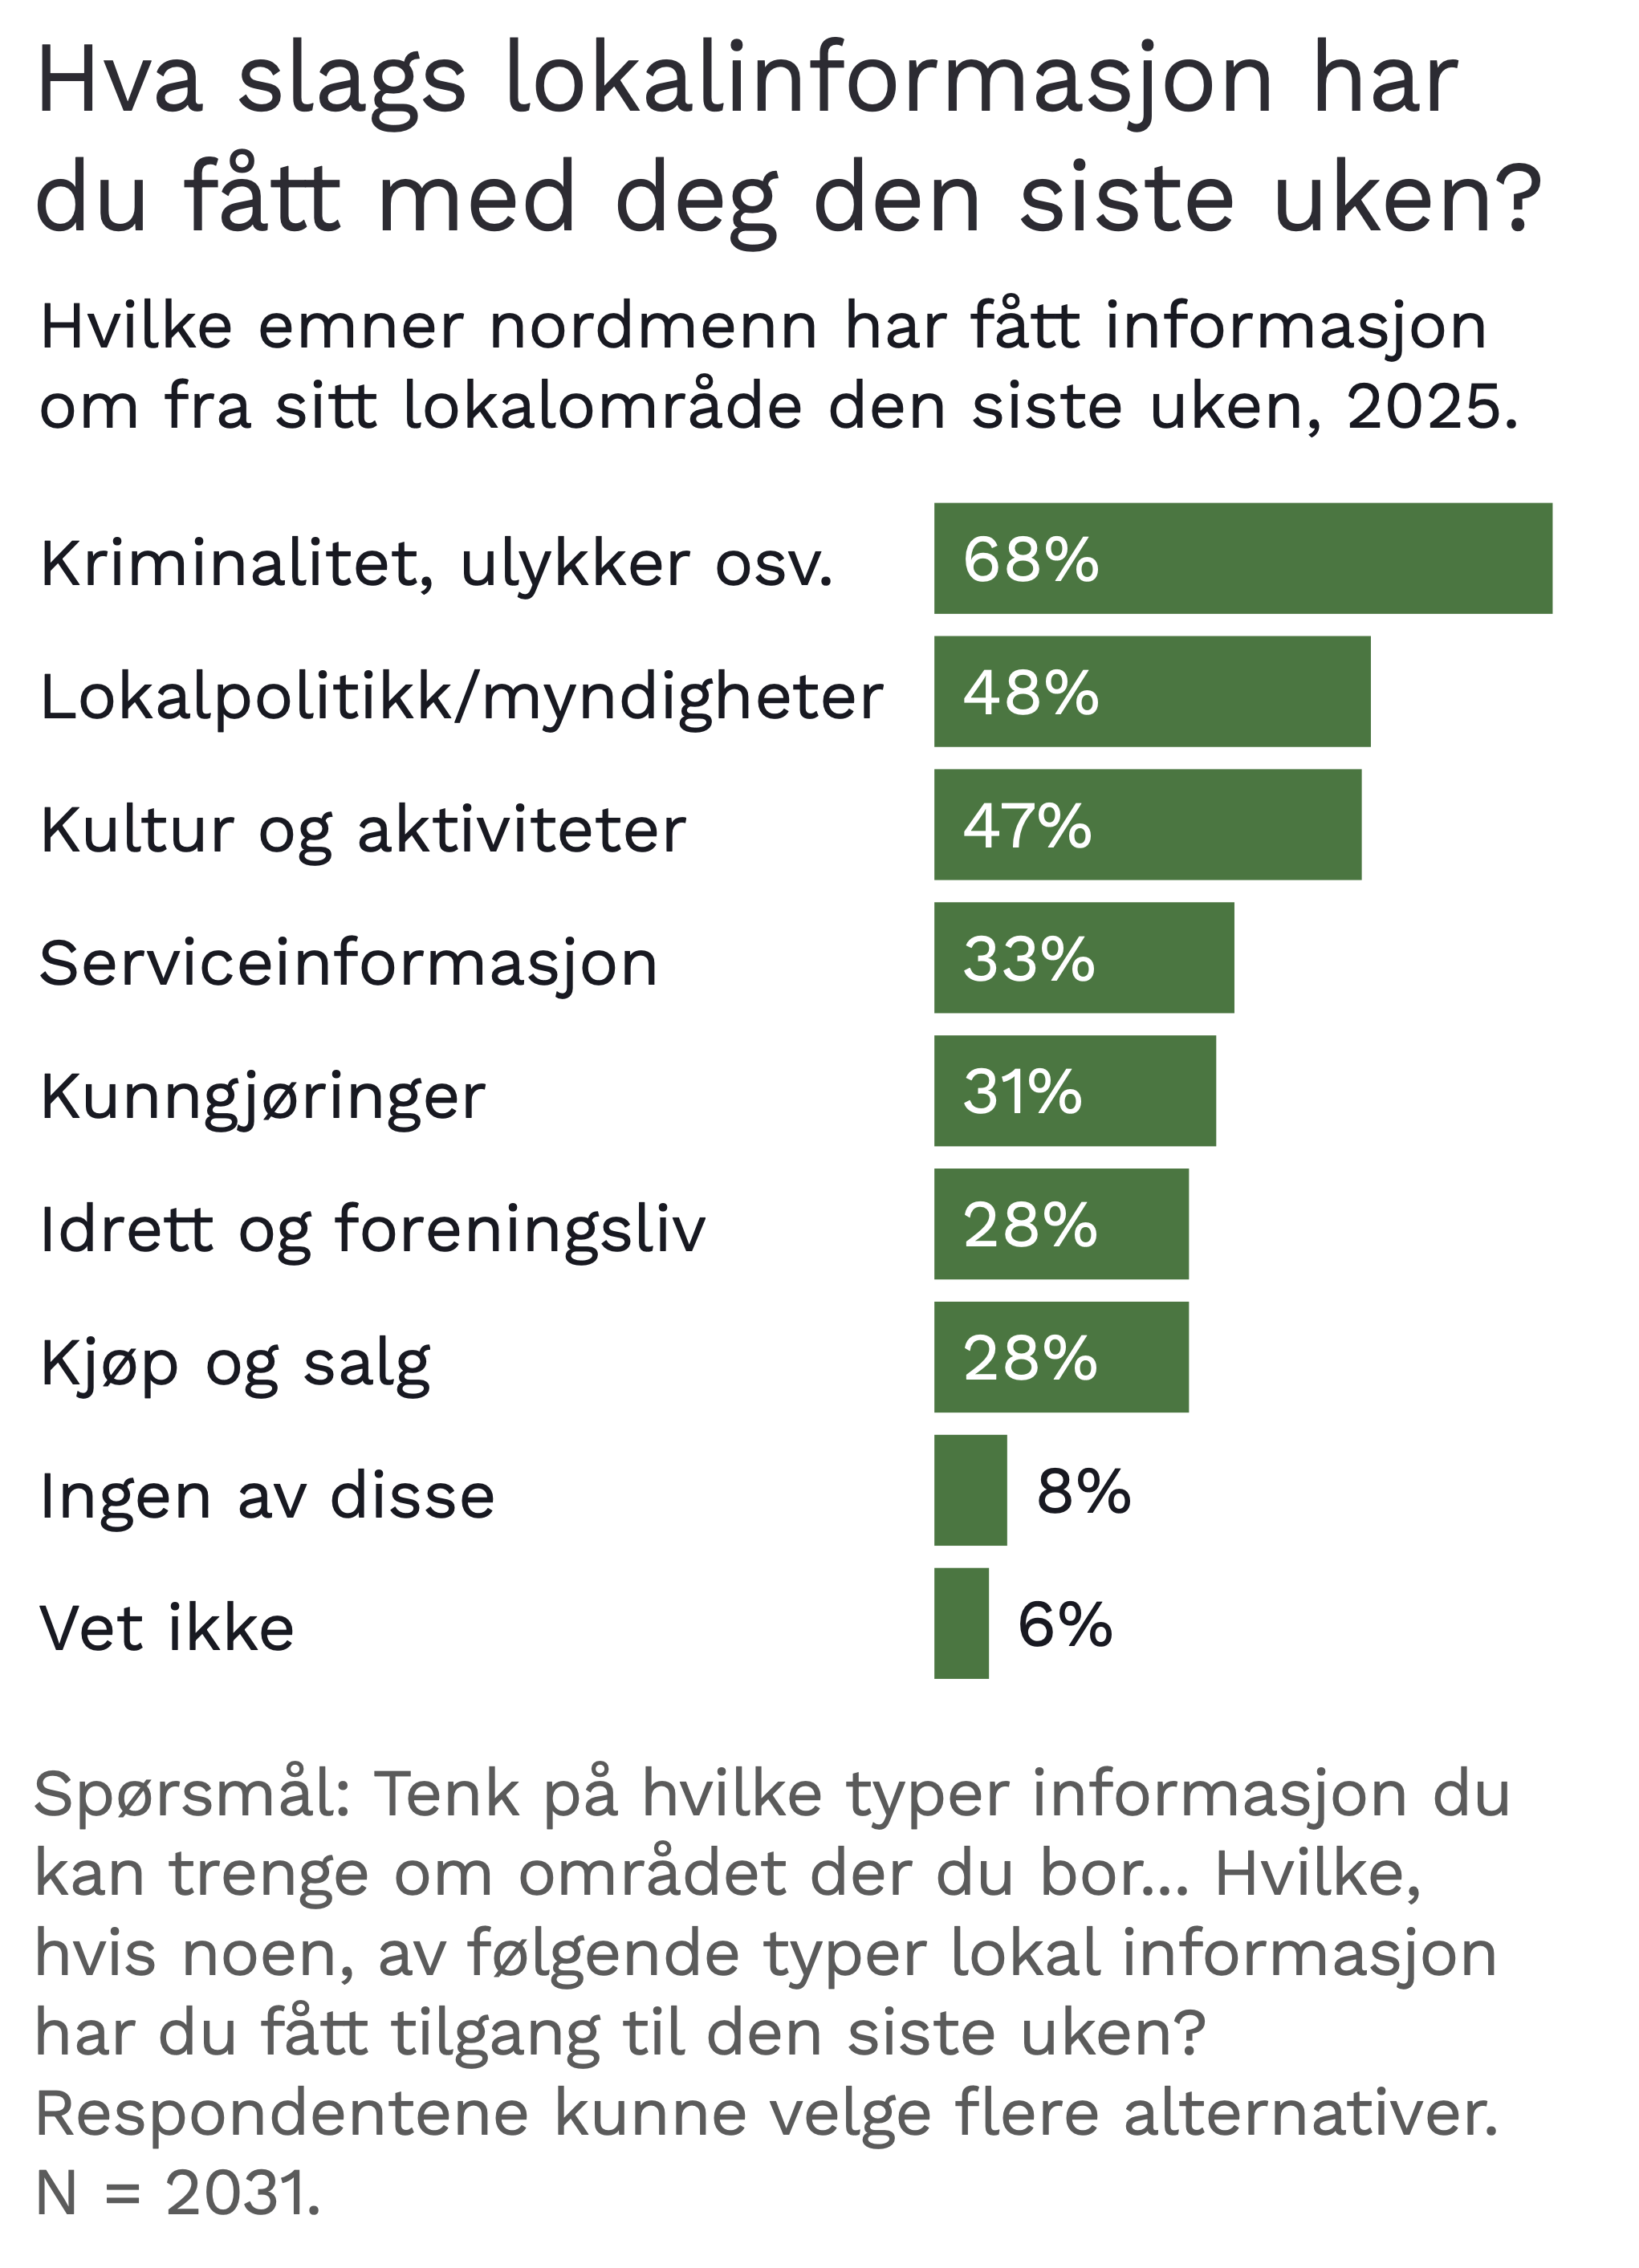 Hva slags lokalinformasjon har
du fått med deg den siste uken?
Hvilke emner nordmenn har fått informasjon
om fra sitt lokalområde den siste uken, 2025.
Kriminalitet, ulykker osv. 68%
Lokalpolitikk/myndigheter 48%
Kultur og aktiviteter 47%
Serviceinformasjon 33%
Kunngjøringer 31%
Idrett og foreningsliv 28%
Kjøp og salg 28%
Ingen av disse 8%
Vet ikke 6%
Spørsmål: Tenk på hvilke typer informasjon du
kan trenge om området der du bor... Hvilke,
hvis noen, av følgende typer lokal informasjon
har du fått tilgang til den siste uken?
Respondentene kunne velge flere alternativer.
N = 2031.